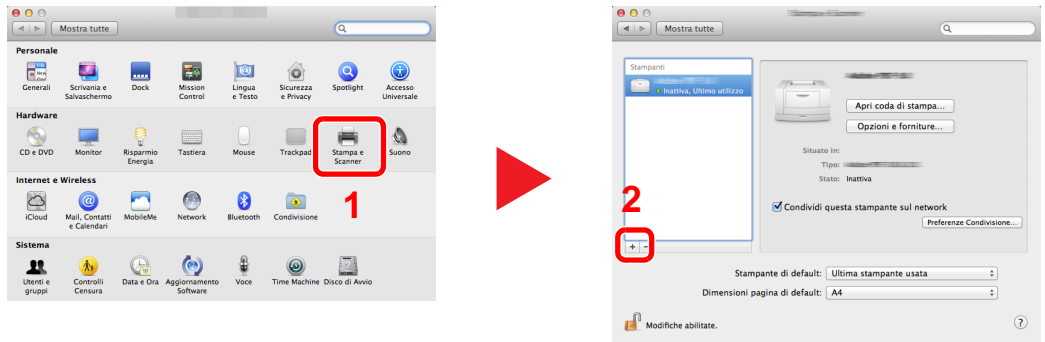 Mostra tutte
Personale
Generali
Scrivania e
Salvaschermo
Dock
Mission
Control
Lingua
e Testo
Sicurezza
e Privacy
Spotlight
Accesso
Universale
Hardware
CD e DVD
Monitor
Risparmio
Energia
Tastiera
Mouse
Trackpad
Stampa e
Scanner
Suono
Internet e Wireless
iCloud
Mail, Contatti
e Calendari
MobileMe
Network
Bluetooth
Condivisione
1
Sistema
Utenti e
gruppi
Controlli
Censura
Data e Ora
Aggiornamento
Software
Voce
Time Machine
Disco di Avvio
Mostra tutte
Stampanti
Inattiva, Ultimo utilizzo
Apri coda di stampa...
Opzioni e forniture...
Situato in:
Tipo:
Stato: Inattiva
2
Condividi questa stampante sul network
Preferenze Condivisione...
+ -
Stampante di default: Ultima stampante usata
Dimensioni pagina di default: A4
Modifiche abilitate.
?